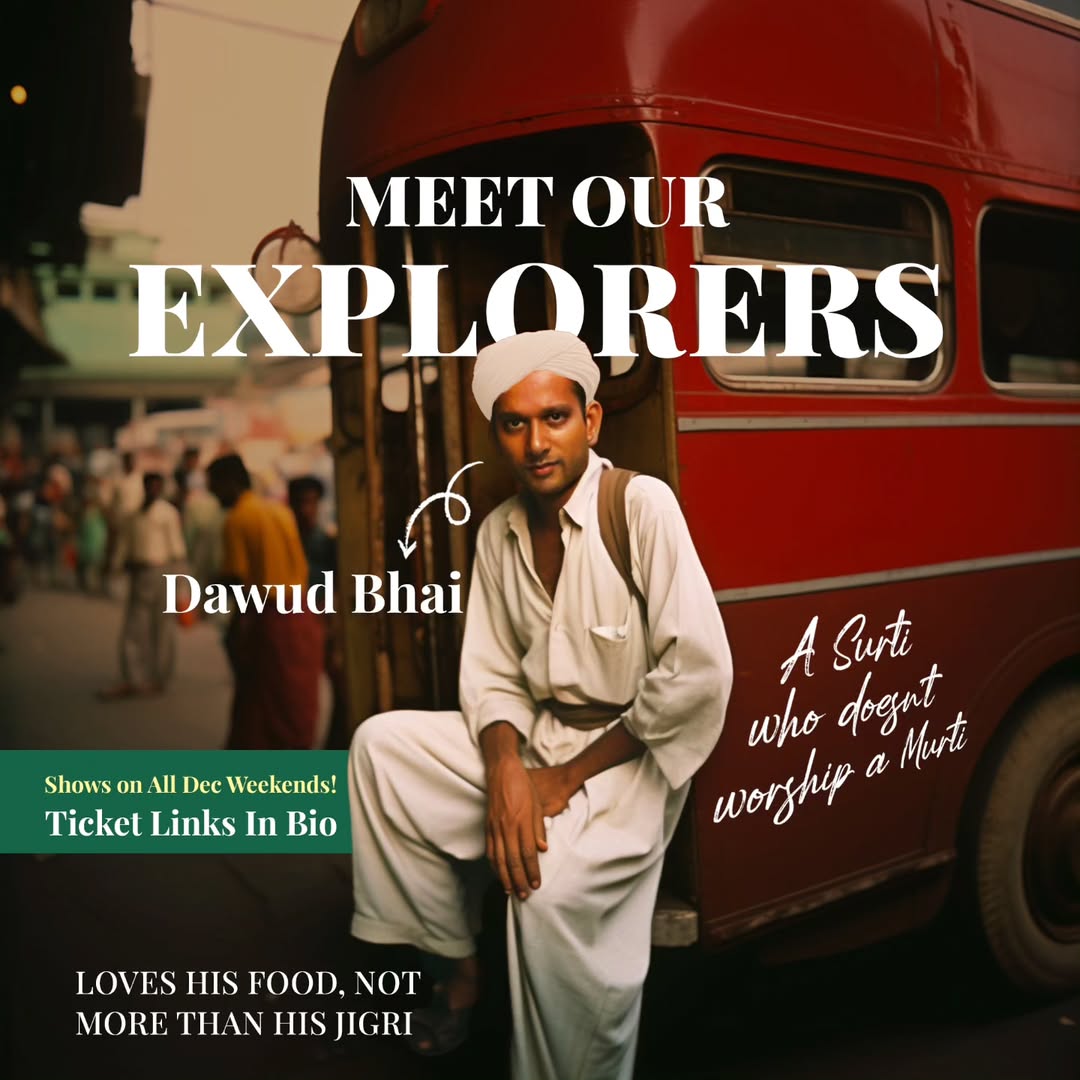 MEET OUR
EXPLORERS
Dawud Bhai
A Surti
who doesnt
worship a Murti
Shows on All Dec Weekends!
Ticket Links In Bio
LOVES HIS FOOD, NOT
MORE THAN HIS JIGRI